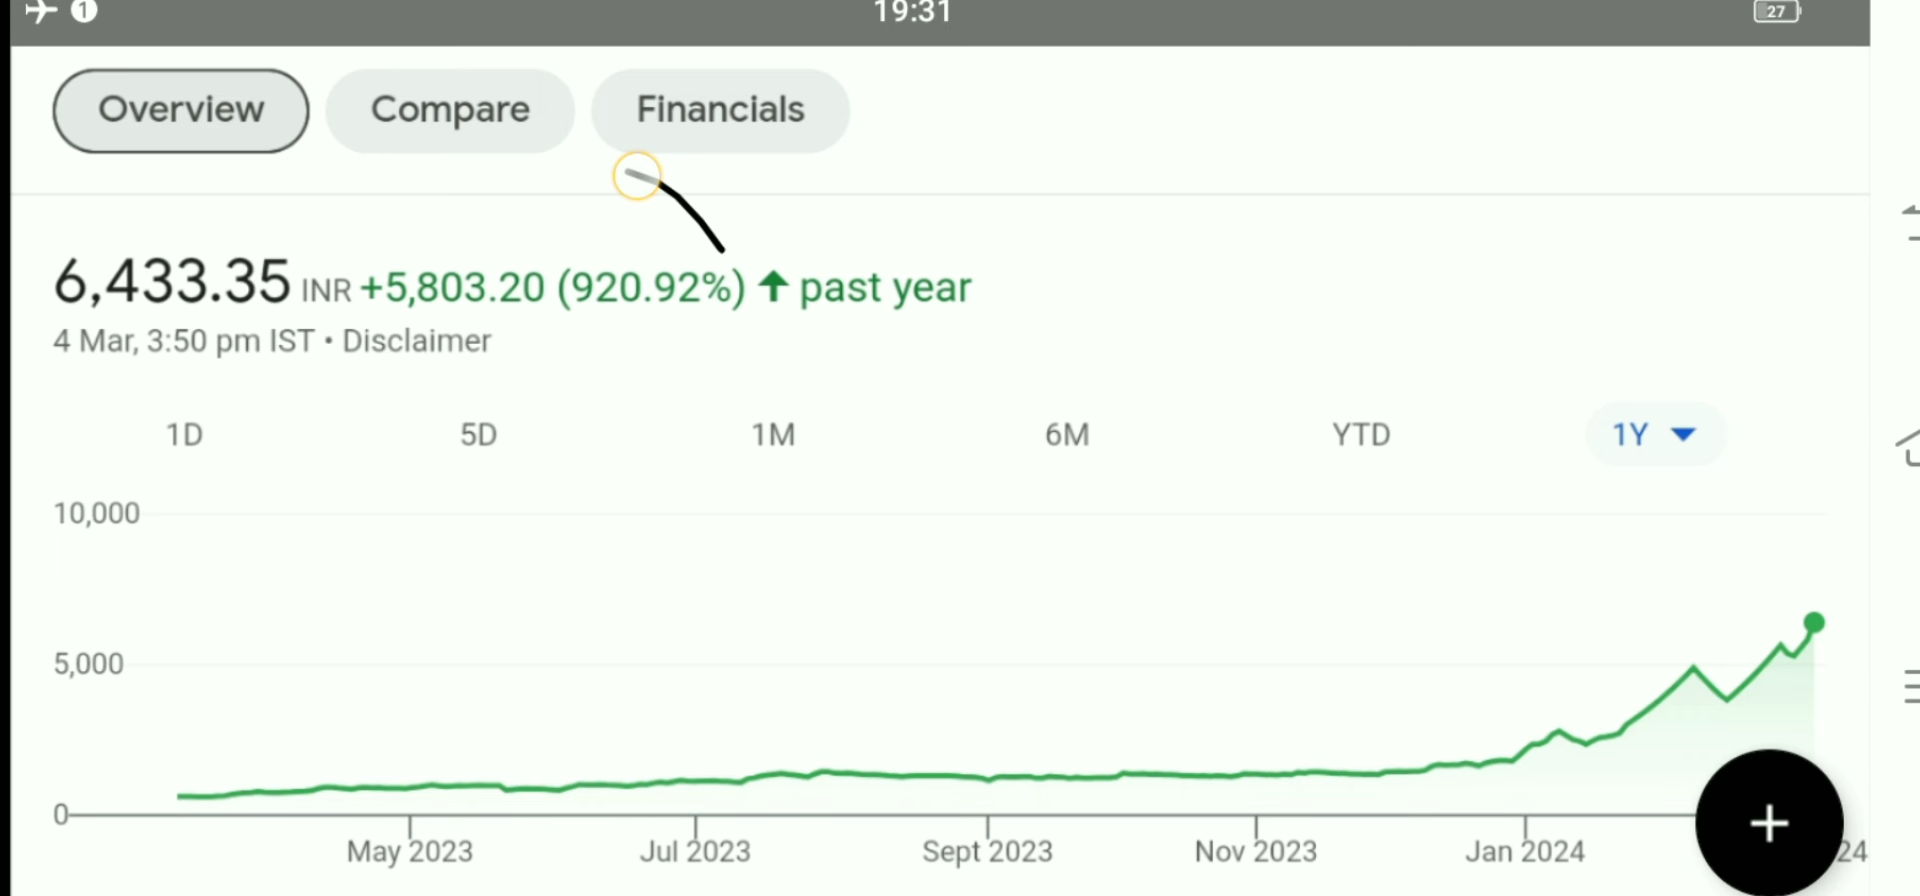 1 19:31 27
Overview Compare Financials
6,433.35 INR +5,803.20 (920.92%) past year
4 Mar, 3:50 pm IST • Disclaimer
1D 5D 1M 6M YTD 1Y
10,000
5,000
0
May 2023 Jul 2023 Sept 2023 Nov 2023 Jan 2024 24